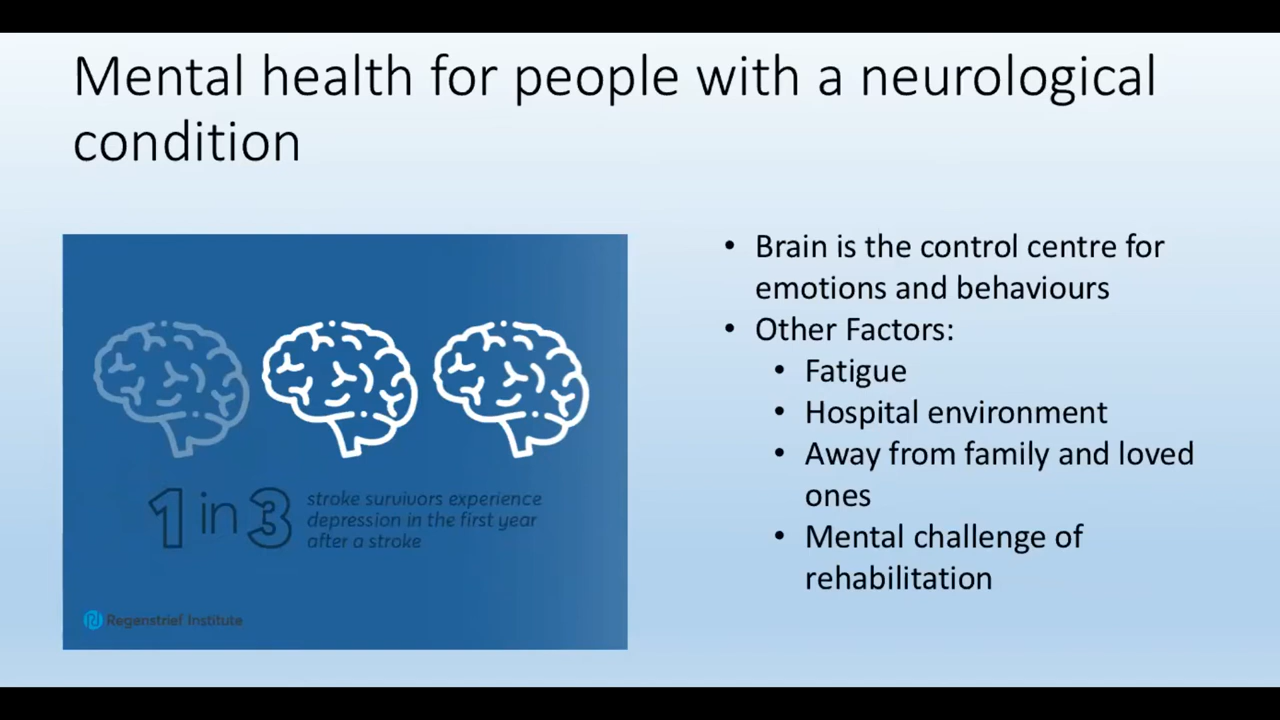 Mental health for people with a neurological
condition
1 in 3
stroke survivors experience
depression in the first year
after a stroke
Regenstrief Institute
• Brain is the control centre for
emotions and behaviours
• Other Factors:
• Fatigue
• Hospital environment
• Away from family and loved
ones
• Mental challenge of
rehabilitation